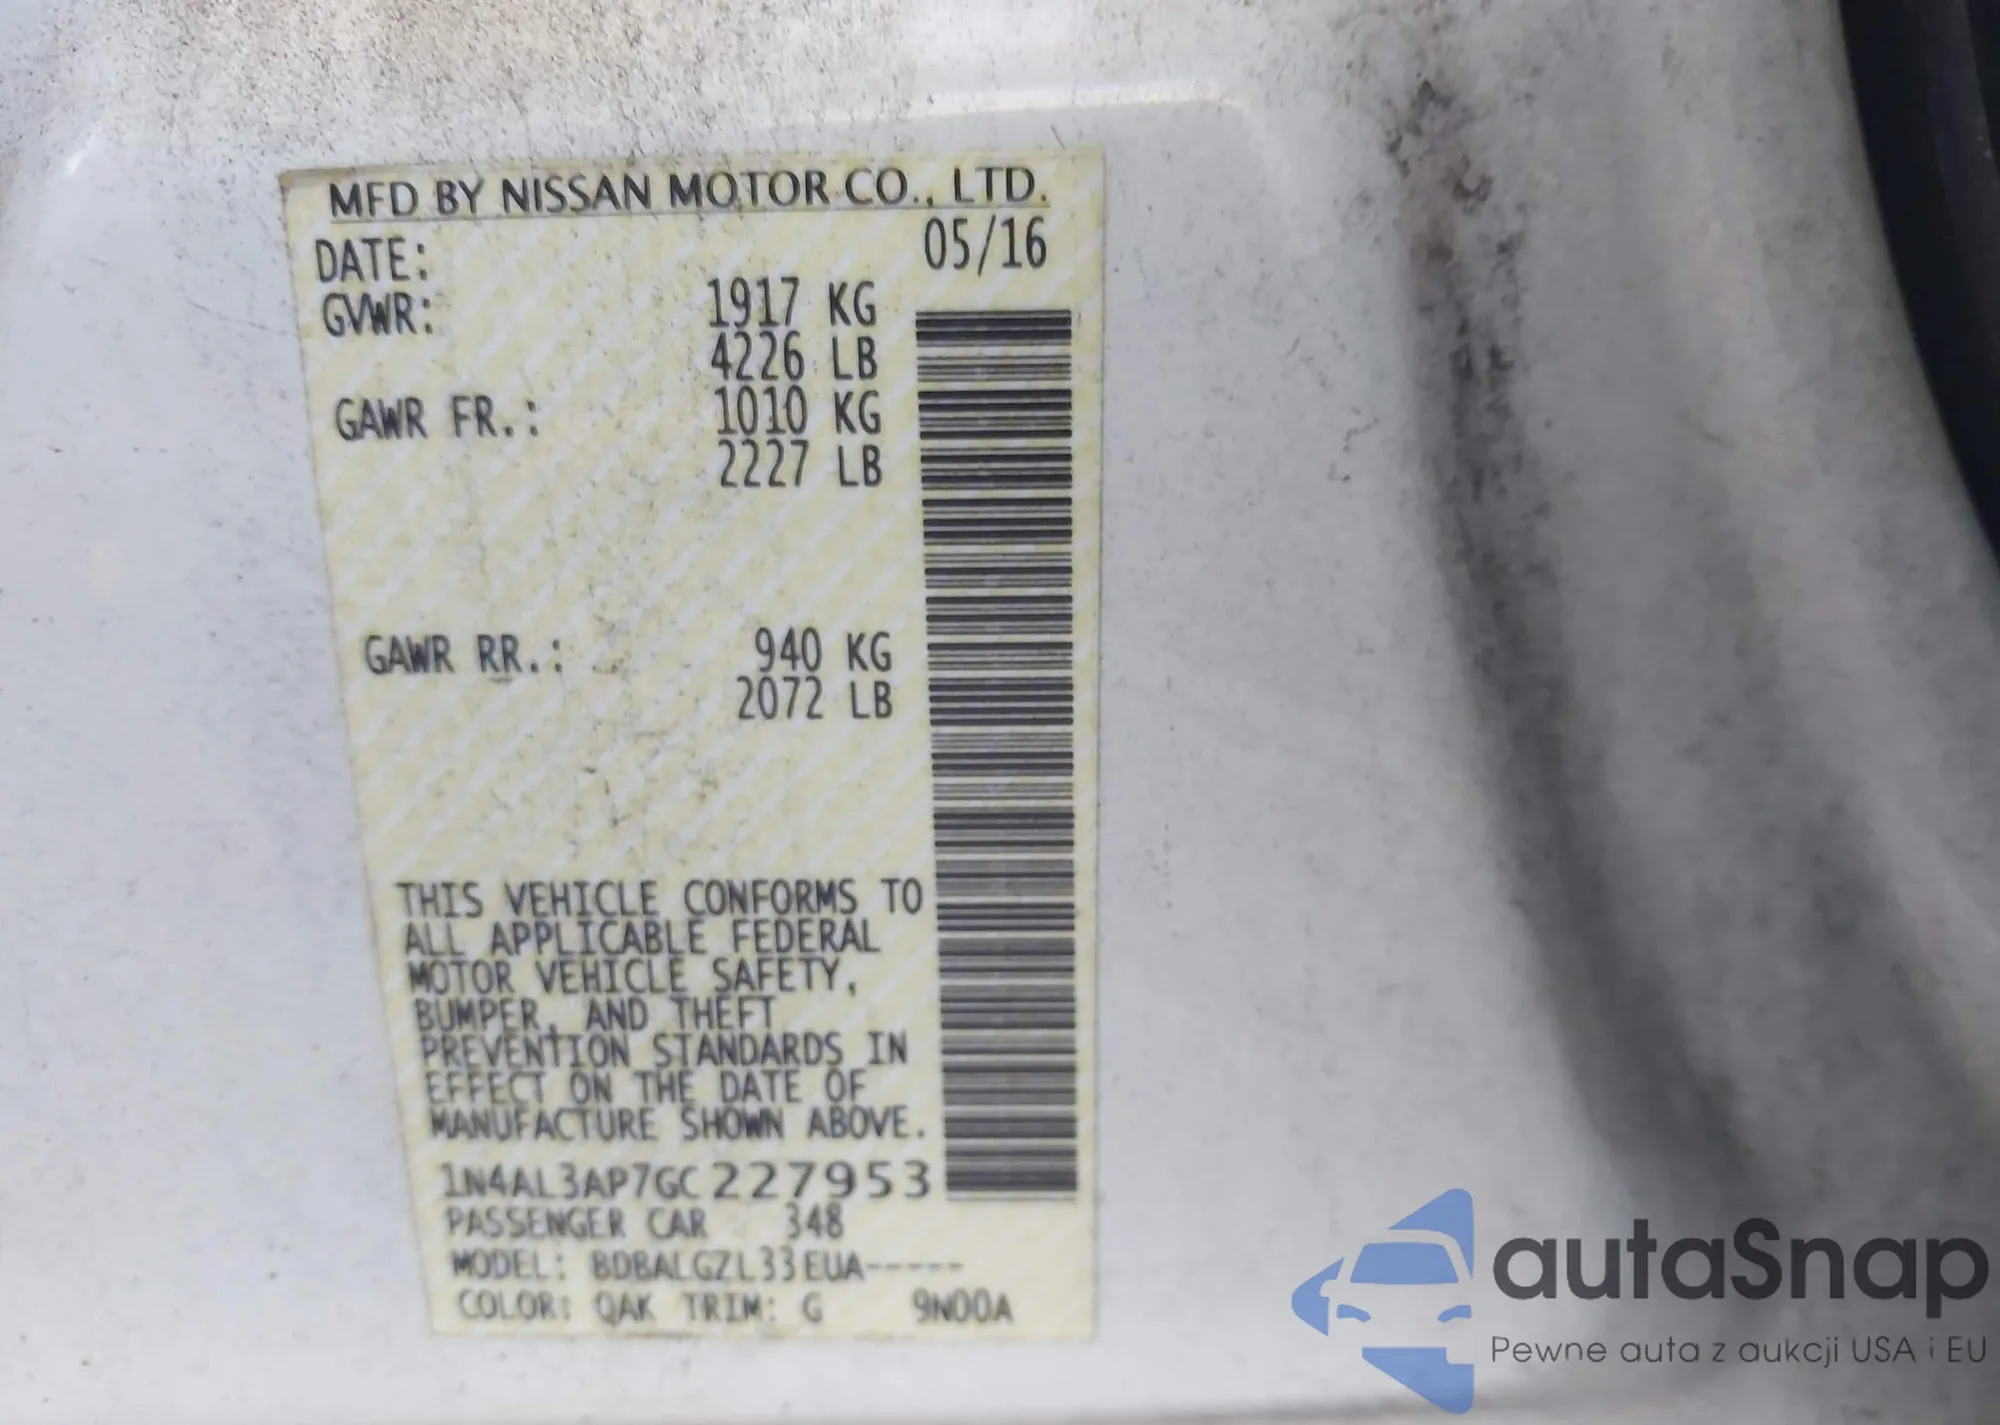 MFD BY NISSAN MOTOR CO., LTD.
DATE: 05/16
GVWR: 1917 KG
4226 LB
GAWR FR.: 1010 KG
2227 LB
GAWR RR.: 940 KG
2072 LB
THIS VEHICLE CONFORMS TO
ALL APPLICABLE FEDERAL
MOTOR VEHICLE SAFETY,
BUMPER, AND THEFT
PREVENTION STANDARDS IN
EFFECT ON THE DATE OF
MANUFACTURE SHOWN ABOVE.
1N4AL3AP7GC227953
PASSENGER CAR 348
MODEL: BDBALGZL33EUA-----
COLOR: QAK TRIM: G 9N00A
autoSnap
Pewne auta z aukcji USA i EU